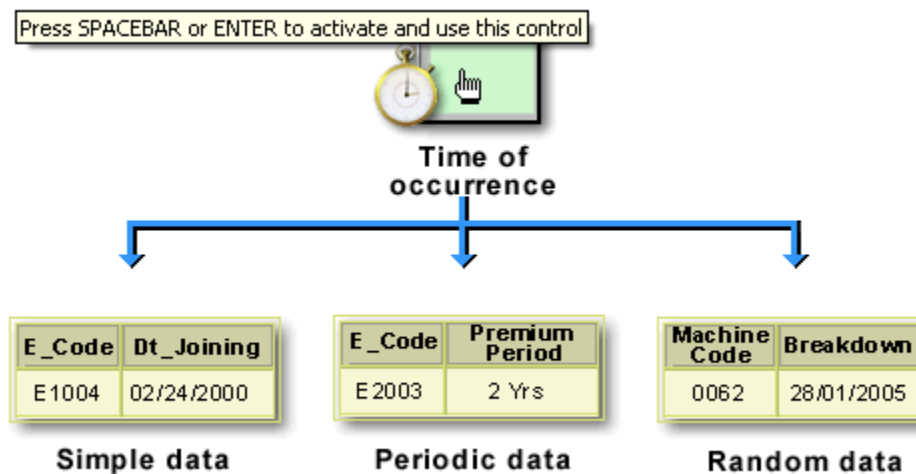 Press SPACEBAR or ENTER to activate and use this control
Time of
occurrence
E_Code Dt_Joining
E1004 02/24/2000
Simple data
E_Code Premium Period
E2003 2 Yrs
Periodic data
Machine Code Breakdown
0062 28/01/2005
Random data